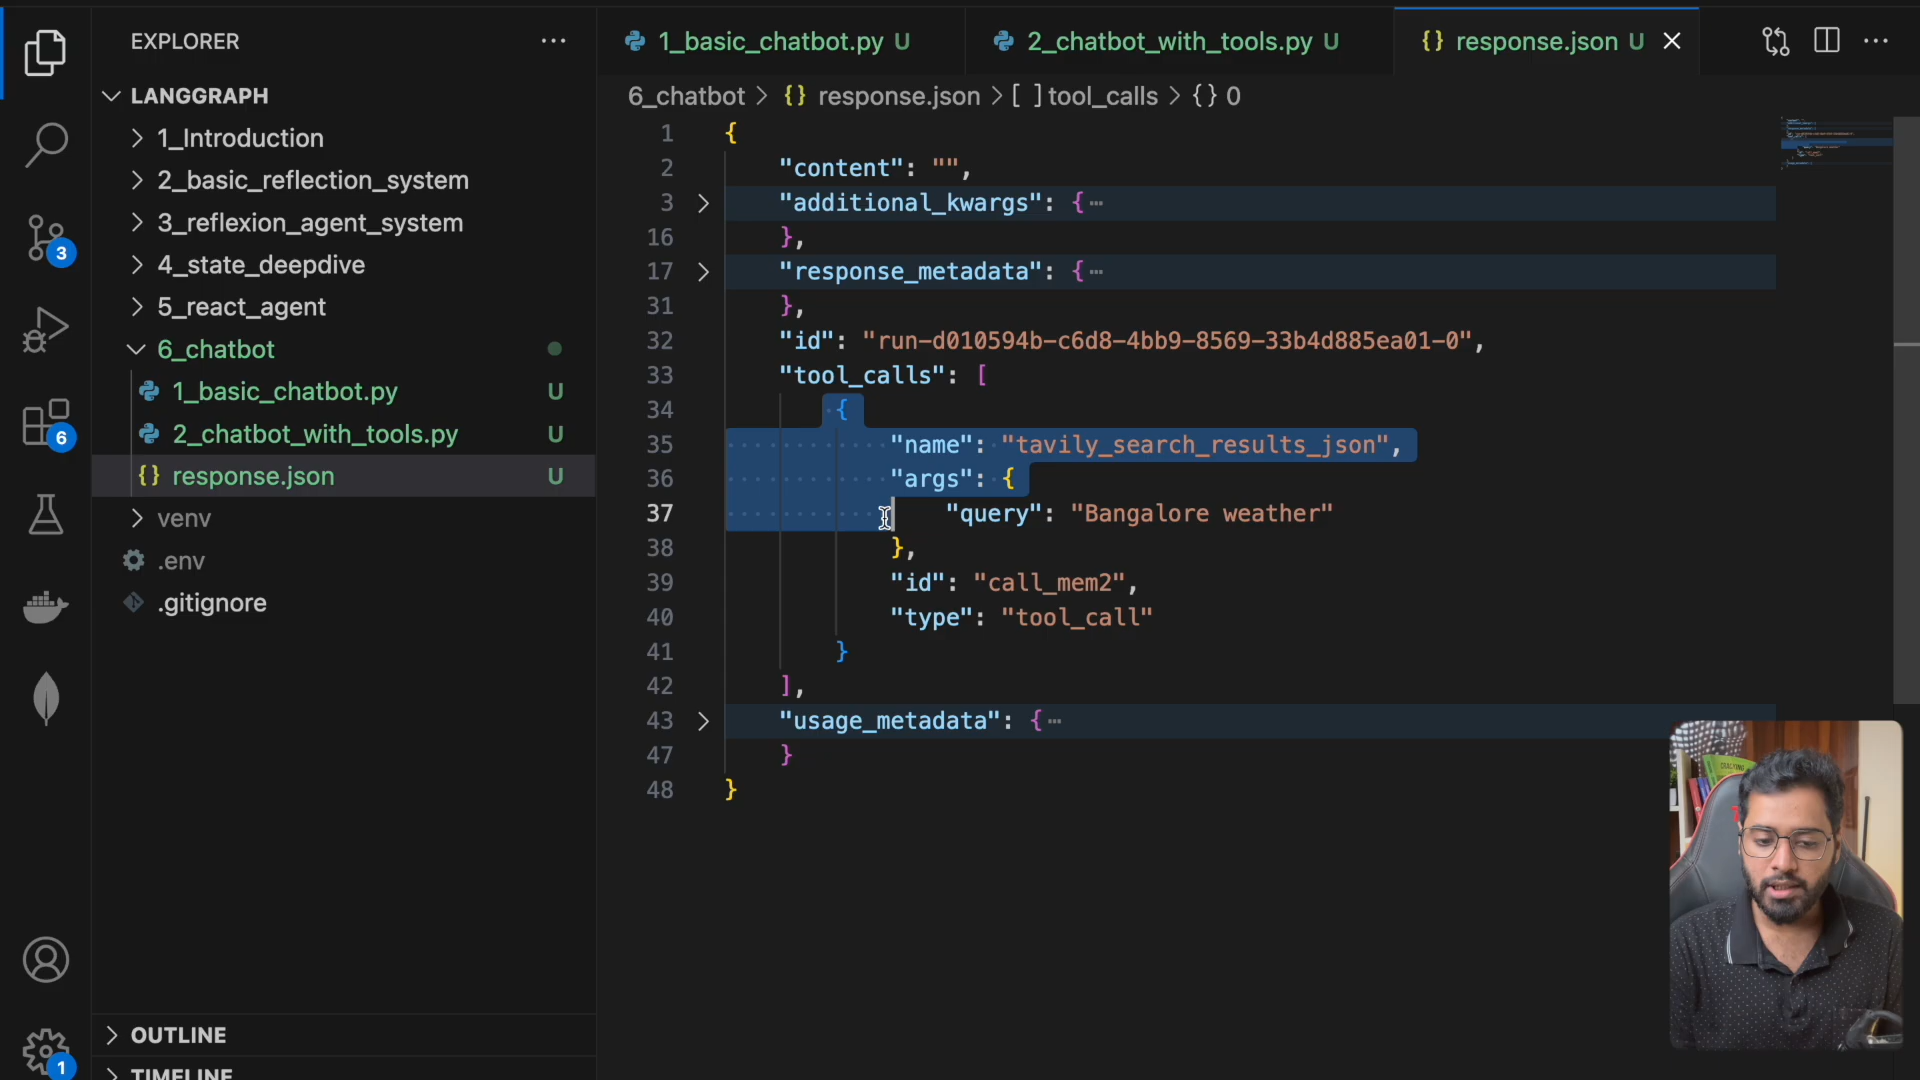 EXPLORER
LANGGRAPH
1_Introduction
2_basic_reflection_system
3_reflexion_agent_system
4_state_deepdive
5_react_agent
6_chatbot
1_basic_chatbot.py U
2_chatbot_with_tools.py U
response.json U
venv
.env
.gitignore
OUTLINE
TIMELINE
3
6
1
1_basic_chatbot.py U
2_chatbot_with_tools.py U
{} response.json U
6_chatbot > {} response.json > [ ] tool_calls > {} 0
1 {
2 "content": "",
3 "additional_kwargs": {
16 },
17 "response_metadata": {
31 },
32 "id": "run-d010594b-c6d8-4bb9-8569-33b4d885ea01-0",
33 "tool_calls": [
34 {
35 "name": "tavily_search_results_json",
36 "args": {
37 "query": "Bangalore weather"
38 },
39 "id": "call_mem2",
40 "type": "tool_call"
41 }
42 ],
43 "usage_metadata": {
47 }
48 }